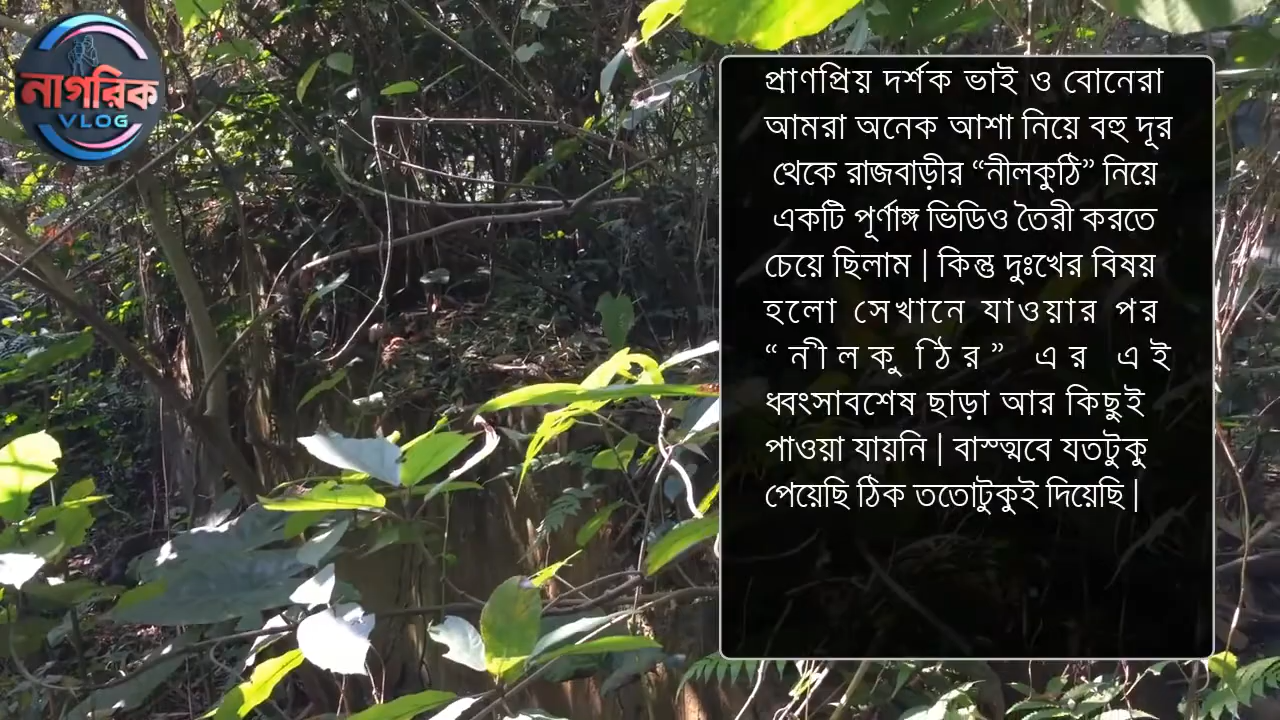 নাগরিক
VLOG
প্রাণপ্রিয় দর্শক ভাই ও বোনেরা
আমরা অনেক আশা নিয়ে বহু দূর
থেকে রাজবাড়ীর “নীলকুঠি” নিয়ে
একটি পূর্ণাঙ্গ ভিডিও তৈরী করতে
চেয়ে ছিলাম | কিন্তু দুঃখের বিষয়
হলো সেখানে যাওয়ার পর
“নীলকুঠির” এর এই
ধ্বংসাবশেষ ছাড়া আর কিছুই
পাওয়া যায়নি | বাস্ত্মবে যতটুকু
পেয়েছি ঠিক ততোটুকুই দিয়েছি |